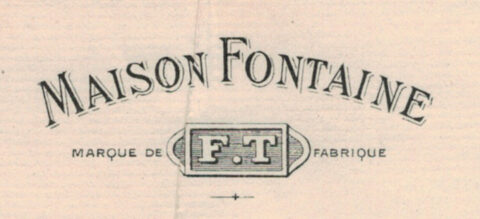 MAISON FONTAINE
MARQUE DE F.T FABRIQUE